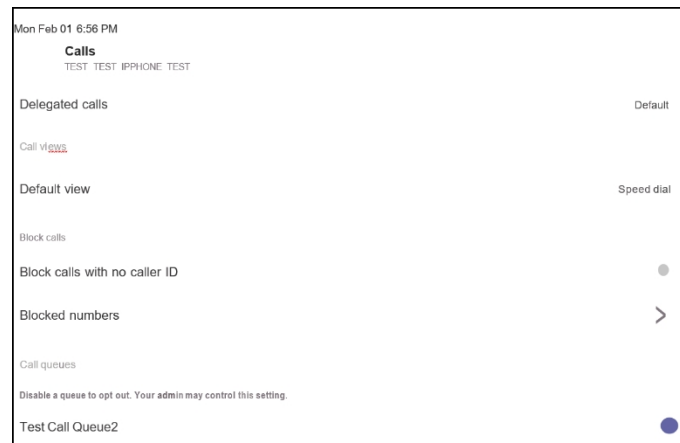 Mon Feb 01 6:56 PM
Calls
TEST TEST IPPHONE TEST
Delegated calls Default
Call views
Default view Speed dial
Block calls
Block calls with no caller ID
Blocked numbers
Call queues
Disable a queue to opt out. Your admin may control this setting.
Test Call Queue2